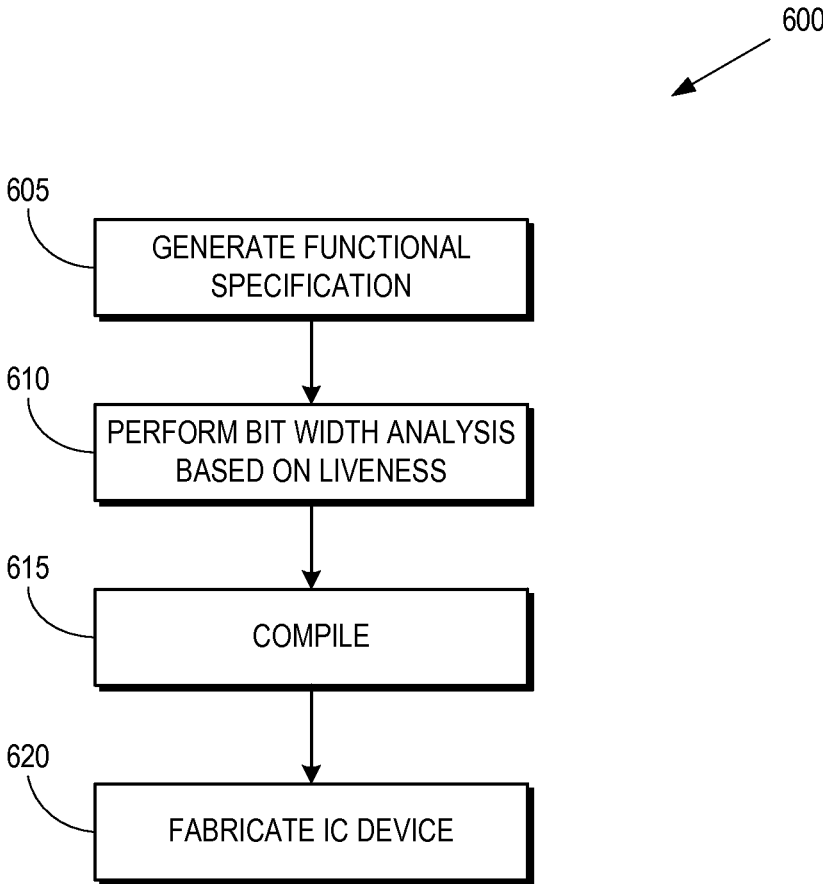 600
605
GENERATE FUNCTIONAL
SPECIFICATION
610
PERFORM BIT WIDTH ANALYSIS
BASED ON LIVENESS
615
COMPILE
620
FABRICATE IC DEVICE